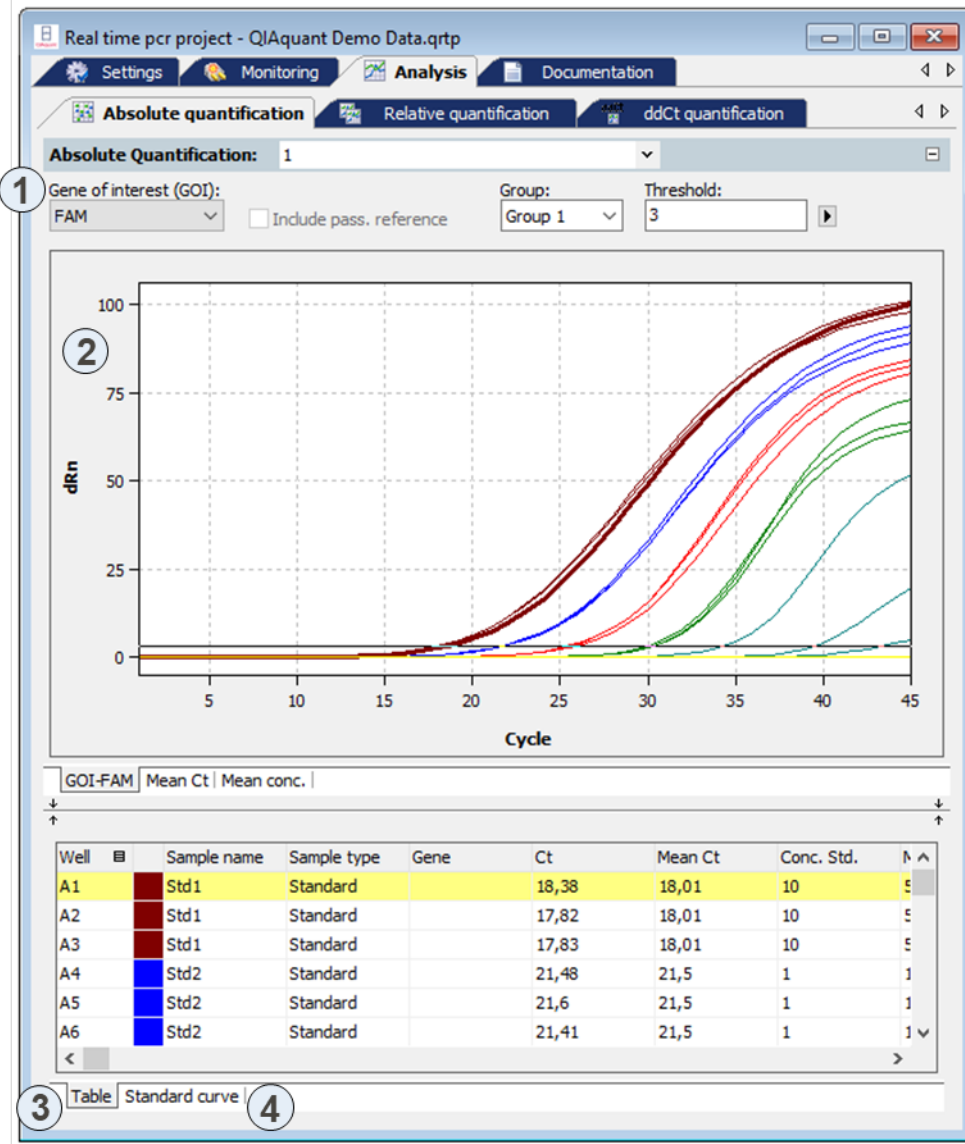 Real time pcr project - QIAquant Demo Data.qrtp
Settings Monitoring Analysis Documentation
Absolute quantification Relative quantification ddCt quantification
Absolute Quantification: 1
1
Gene of interest (GOI): Group: Threshold:
FAM Include pass. reference Group 1 3
100
2
75
dRn
50
25
0
5 10 15 20 25 30 35 40 45
Cycle
GOI-FAM Mean Ct Mean conc.
Well Sample name Sample type Gene Ct Mean Ct Conc. Std.
A1 Std1 Standard 18,38 18,01 10
A2 Std1 Standard 17,82 18,01 10
A3 Std1 Standard 17,83 18,01 10
A4 Std2 Standard 21,48 21,5 1
A5 Std2 Standard 21,6 21,5 1
A6 Std2 Standard 21,41 21,5 1
3 Table Standard curve 4